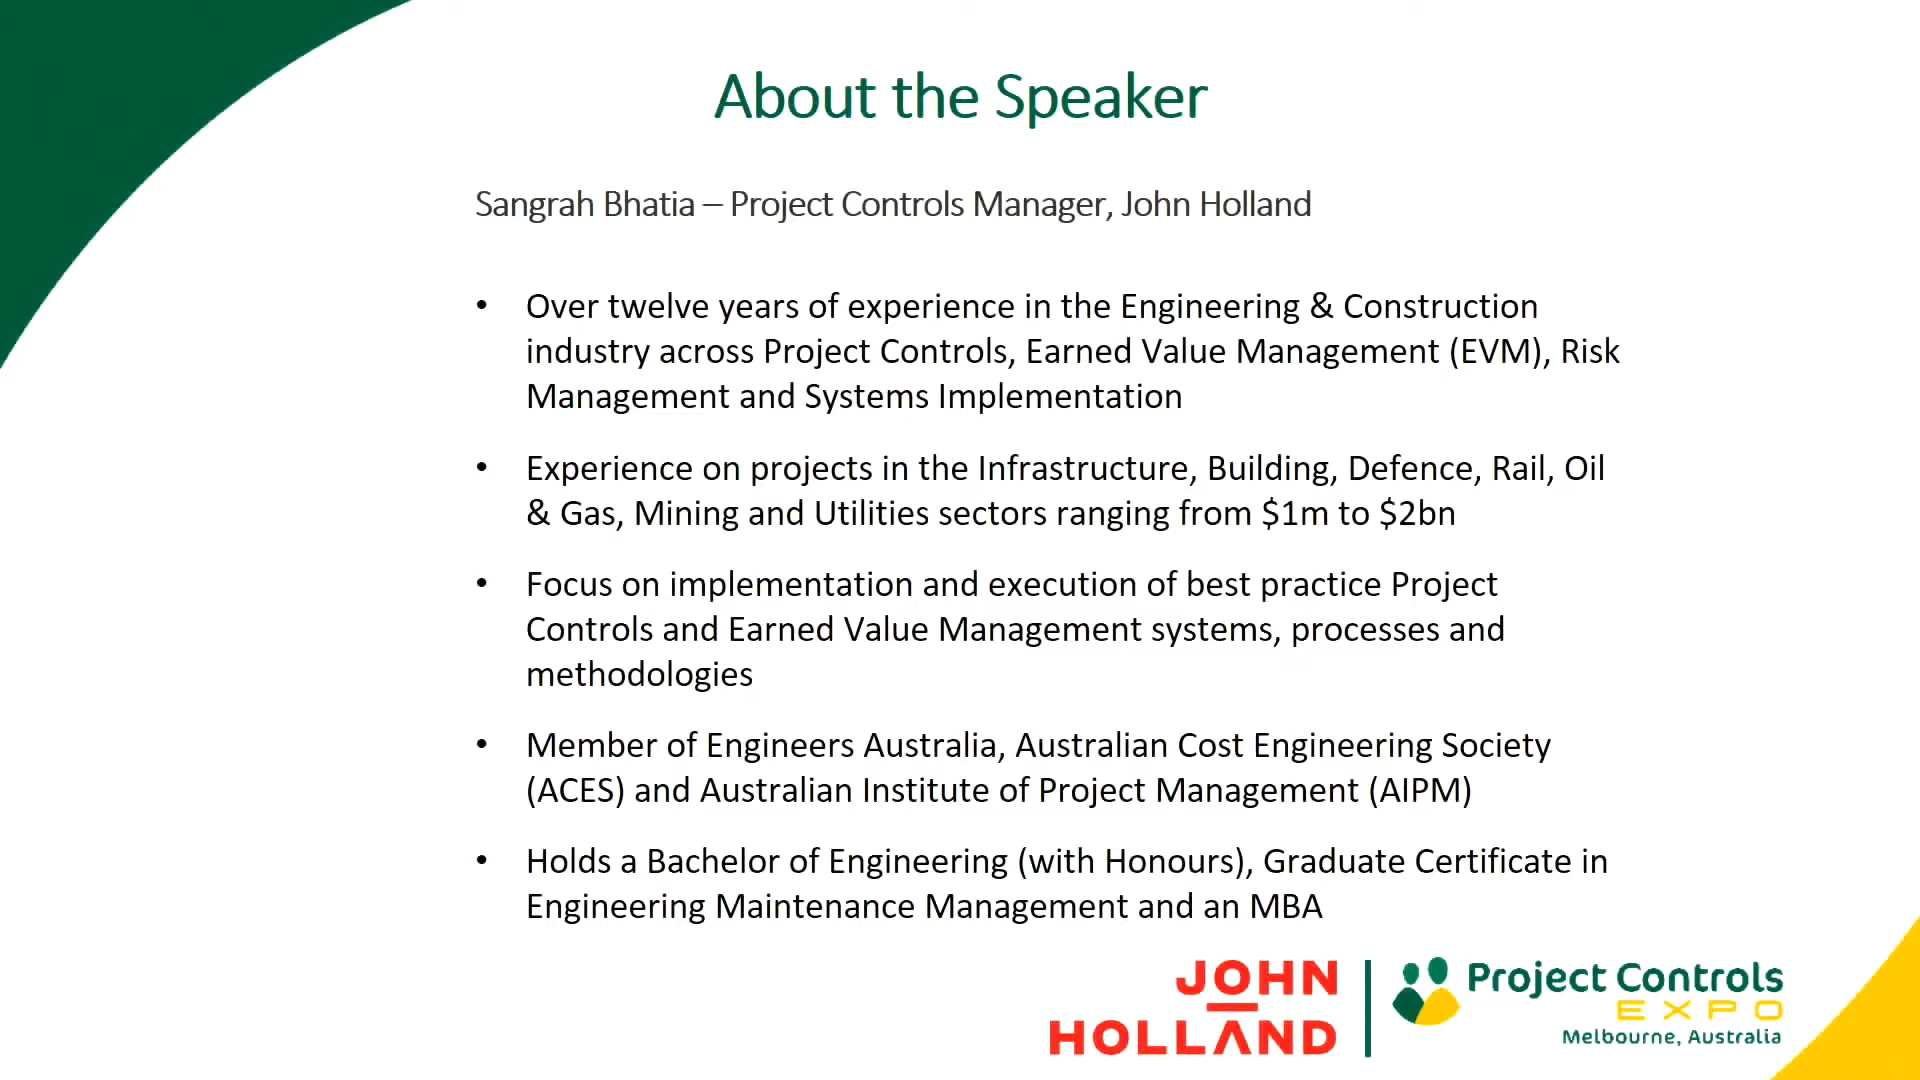 About the Speaker
Sangrah Bhatia – Project Controls Manager, John Holland
• Over twelve years of experience in the Engineering & Construction
industry across Project Controls, Earned Value Management (EVM), Risk
Management and Systems Implementation
• Experience on projects in the Infrastructure, Building, Defence, Rail, Oil
& Gas, Mining and Utilities sectors ranging from $1m to $2bn
• Focus on implementation and execution of best practice Project
Controls and Earned Value Management systems, processes and
methodologies
• Member of Engineers Australia, Australian Cost Engineering Society
(ACES) and Australian Institute of Project Management (AIPM)
• Holds a Bachelor of Engineering (with Honours), Graduate Certificate in
Engineering Maintenance Management and an MBA
JOHN
HOLLAND
Project Controls
EXPO
Melbourne, Australia